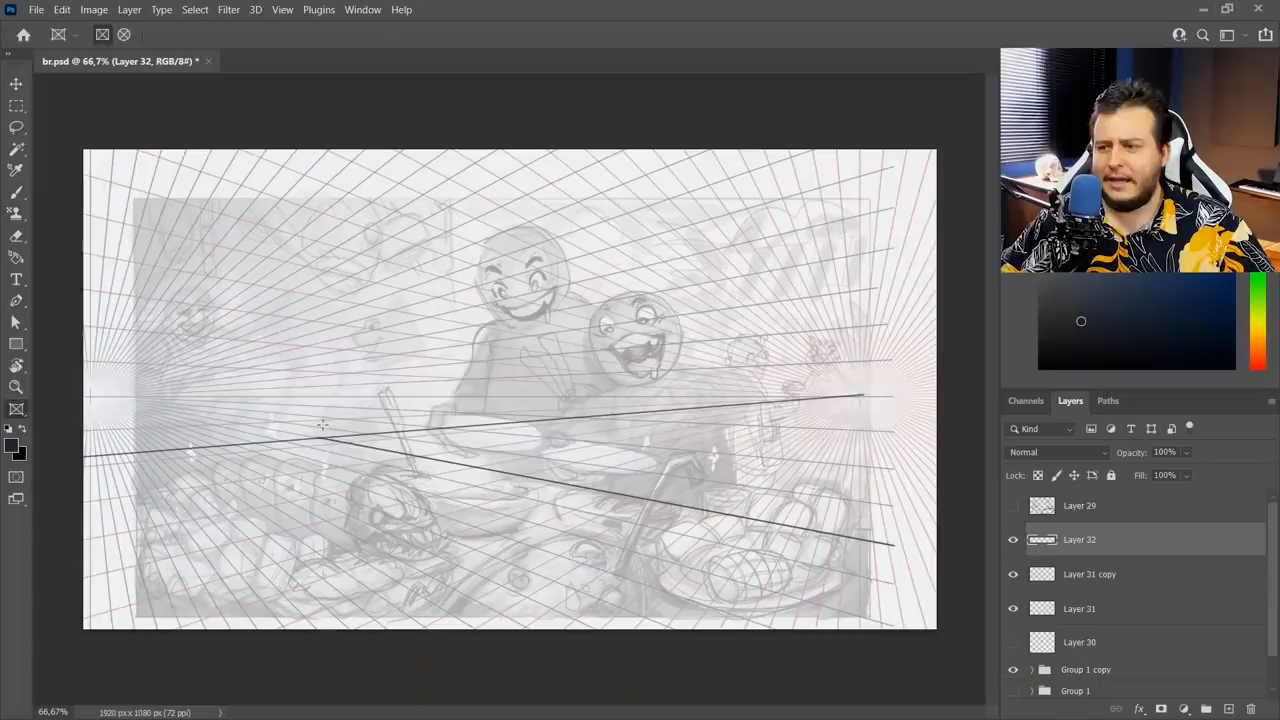 Ps File Edit Image Layer Type Select Filter 3D View Plugins Window Help
br.psd @ 66,7% (Layer 32, RGB/8#) *
Channels Layers Paths
Kind
Normal Opacity: 100%
Lock: Fill: 100%
Layer 29
Layer 32
Layer 31 copy
Layer 31
Layer 30
Group 1 copy
Group 1
66,67% 1920 px x 1080 px (72 ppi)